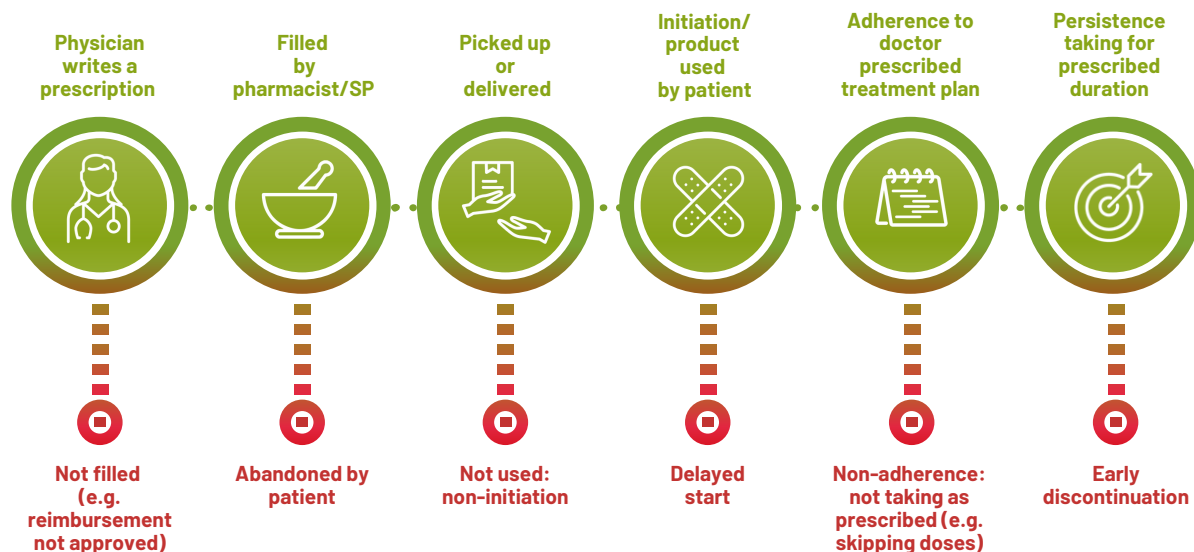 Physician
writes a
prescription
Filled
by
pharmacist/SP
Picked up
or
delivered
Initiation/
product
used
by patient
Adherence to
doctor
prescribed
treatment plan
Persistence
taking for
prescribed
duration
Not filled
(e.g.
reimbursement
not approved)
Abandoned by
patient
Not used:
non-initiation
Delayed
start
Non-adherence:
not taking as
prescribed (e.g.
skipping doses)
Early
discontinuation